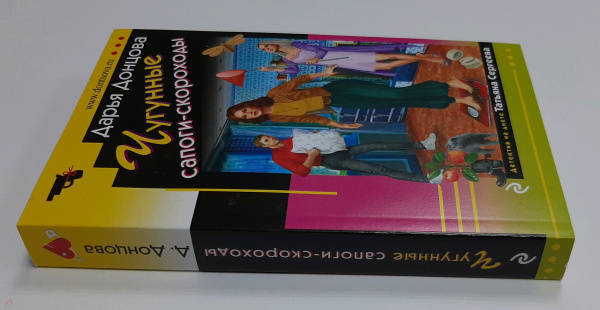 www.dontsova.ru
Дарья Донцова
Чугунные
сапоги-скороходы
Детектив на диете Татьяна Сергеева
Д. Донцова Чугунные сапоги-скороходы